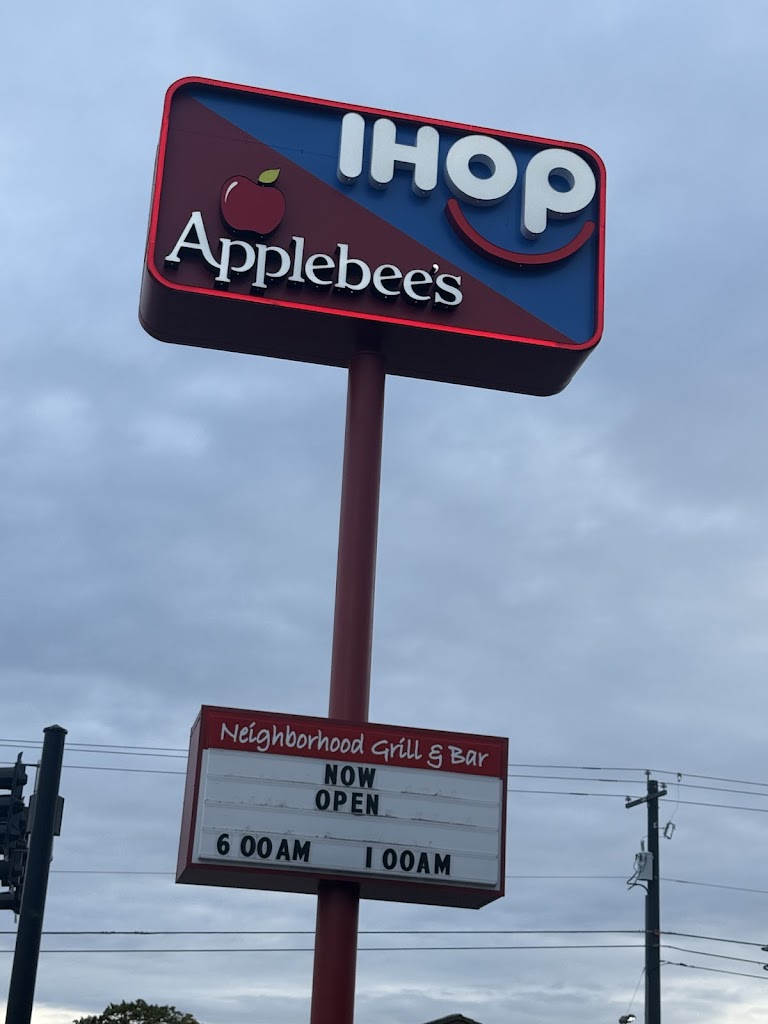 IHOP
Applebee's
Neighborhood Grill & Bar
NOW
OPEN
6 00AM 1 00AM